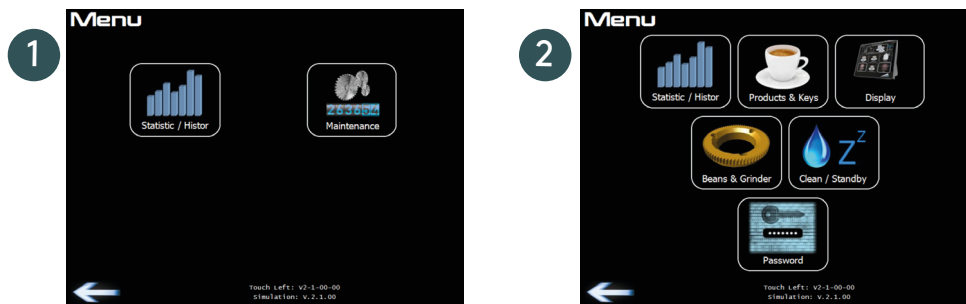 1
Menu
Statistic / Histor
263654
Maintenance
Touch Left: V2-1-00-00
Simulation: V.2.1.00
2
Menu
Statistic / Histor
Products & Keys
Display
Beans & Grinder
Clean / Standby
Z Z
Password
Touch Left: V2-1-00-00
Simulation: V.2.1.00